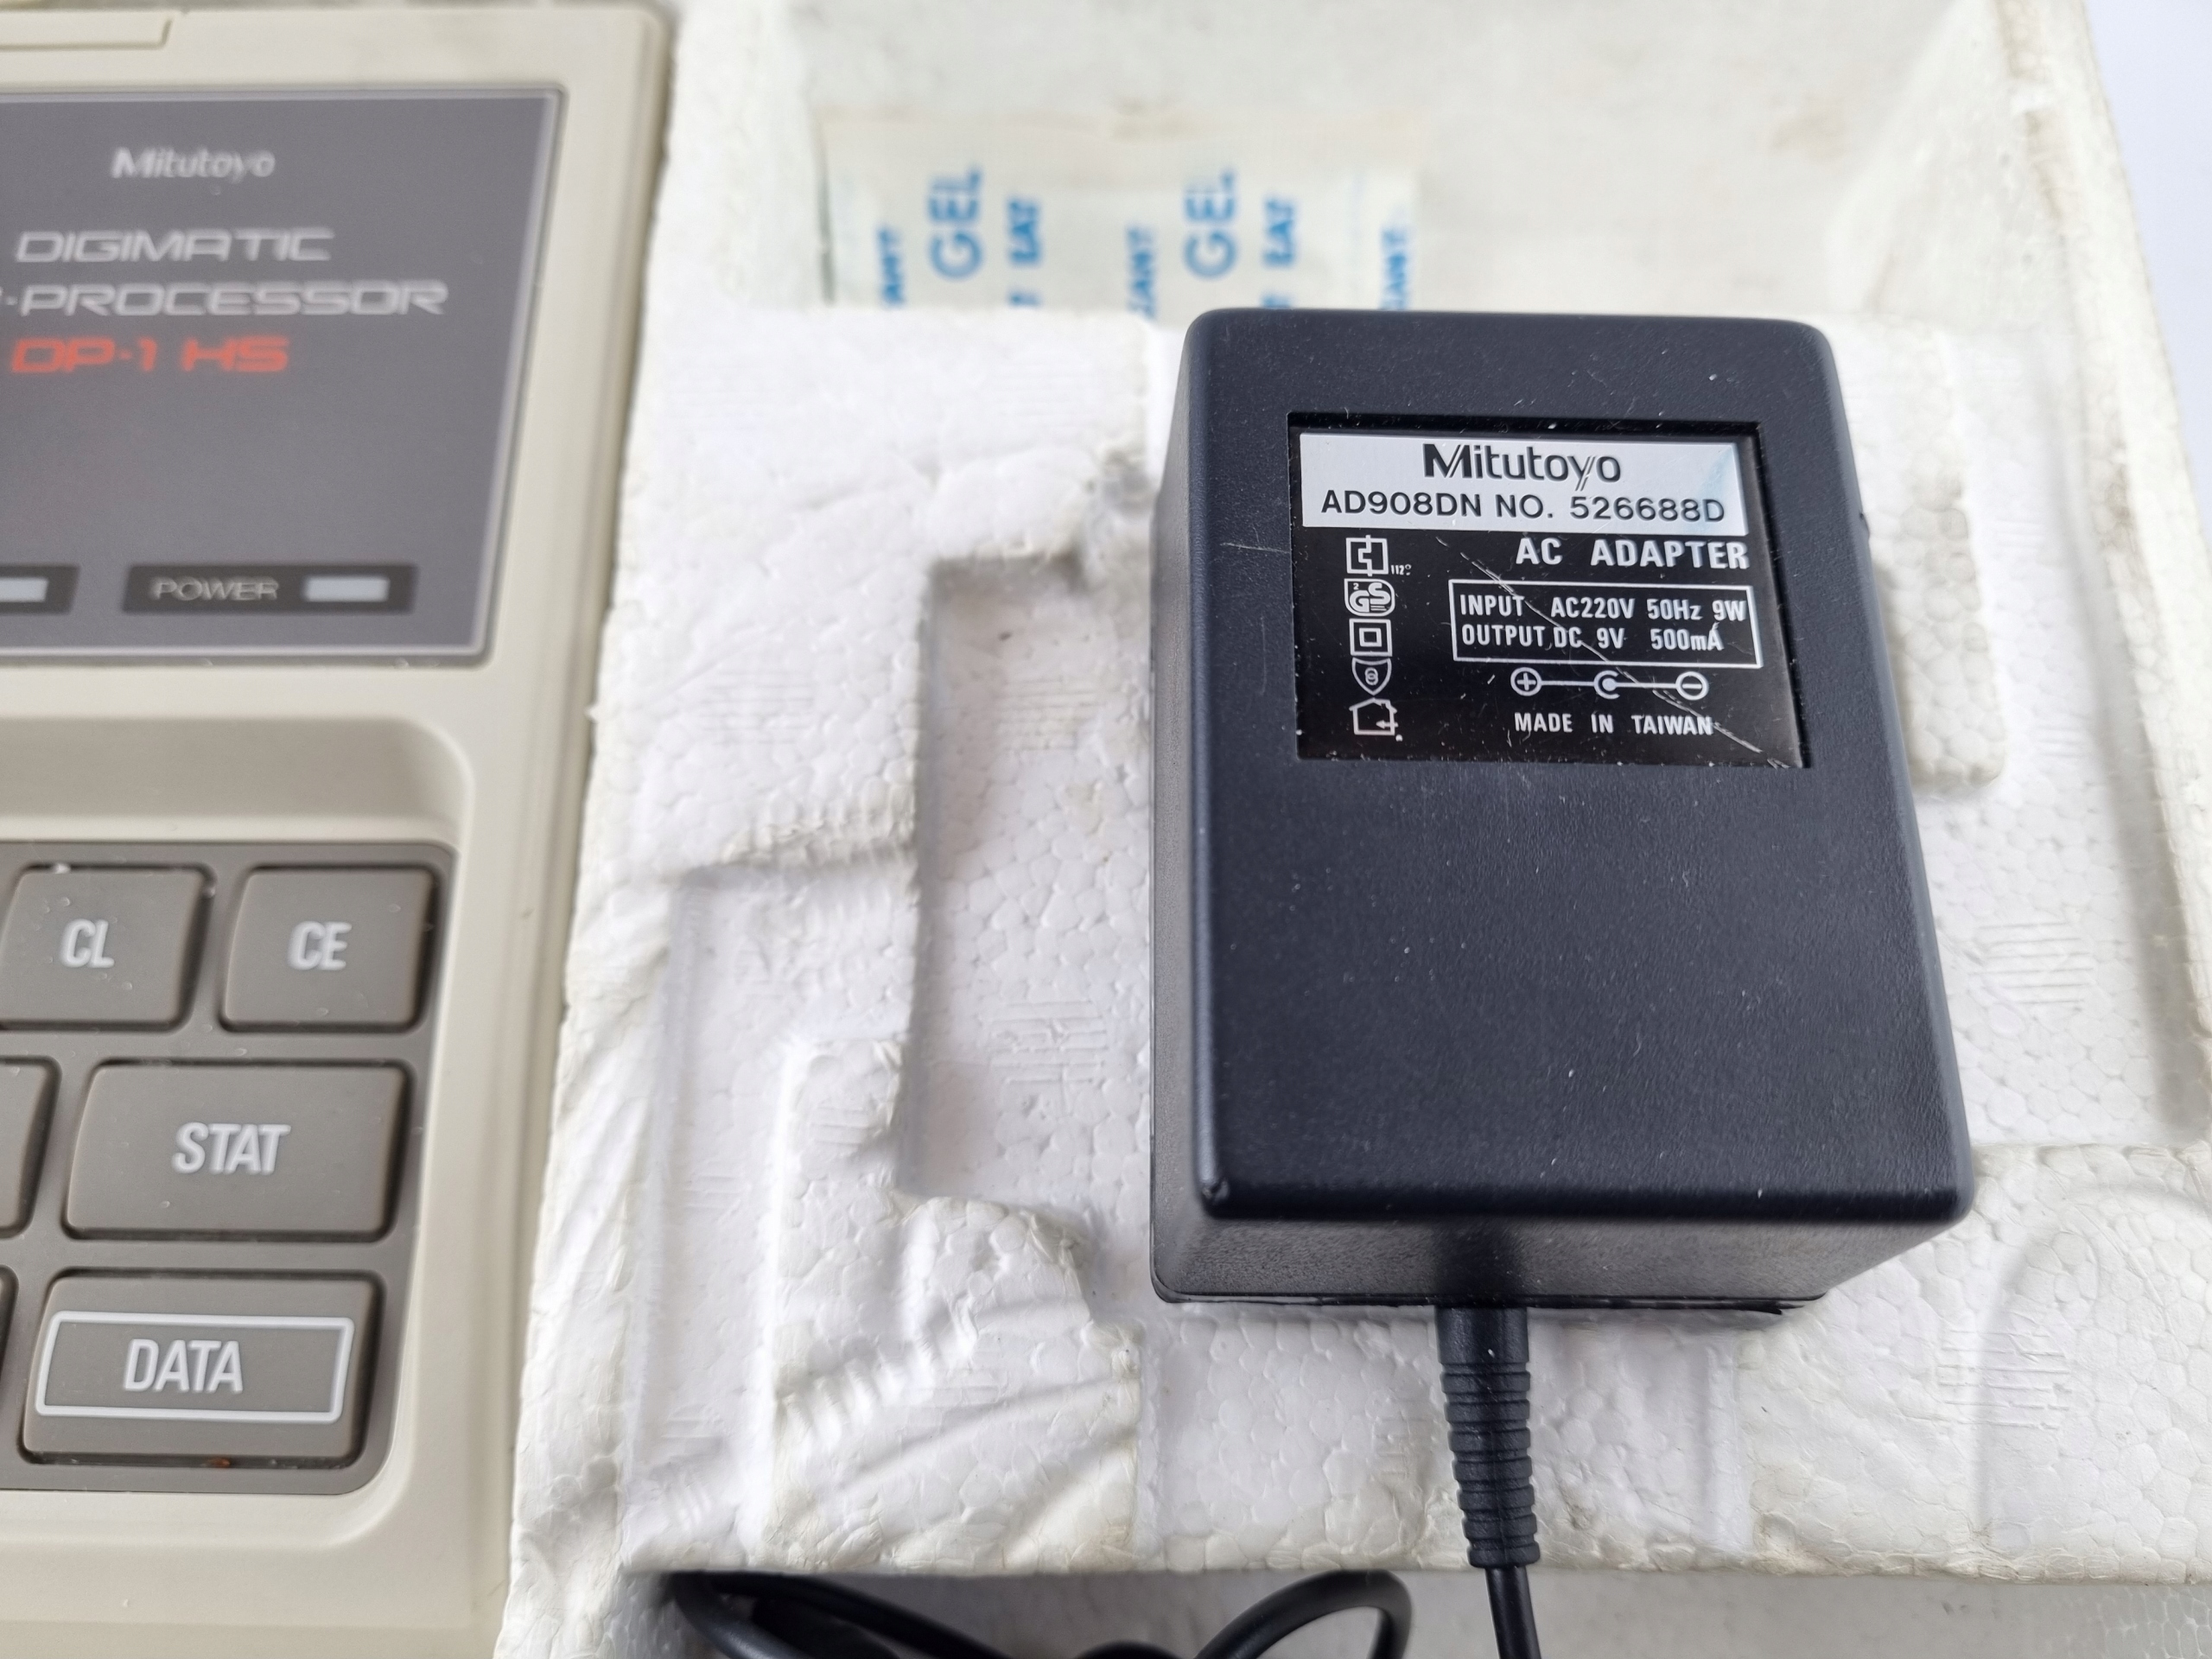 Mitutoyo
DIGIMATIC
-PROCESSOR
DP-1 HS
POWER
CL
CE
STAT
DATA
GEL
GEL
Mitutoyo
AD908DN NO. 526688D
AC ADAPTER
GS
INPUT AC220V 50Hz 9W
OUTPUT DC 9V 500mA
MADE IN TAIWAN